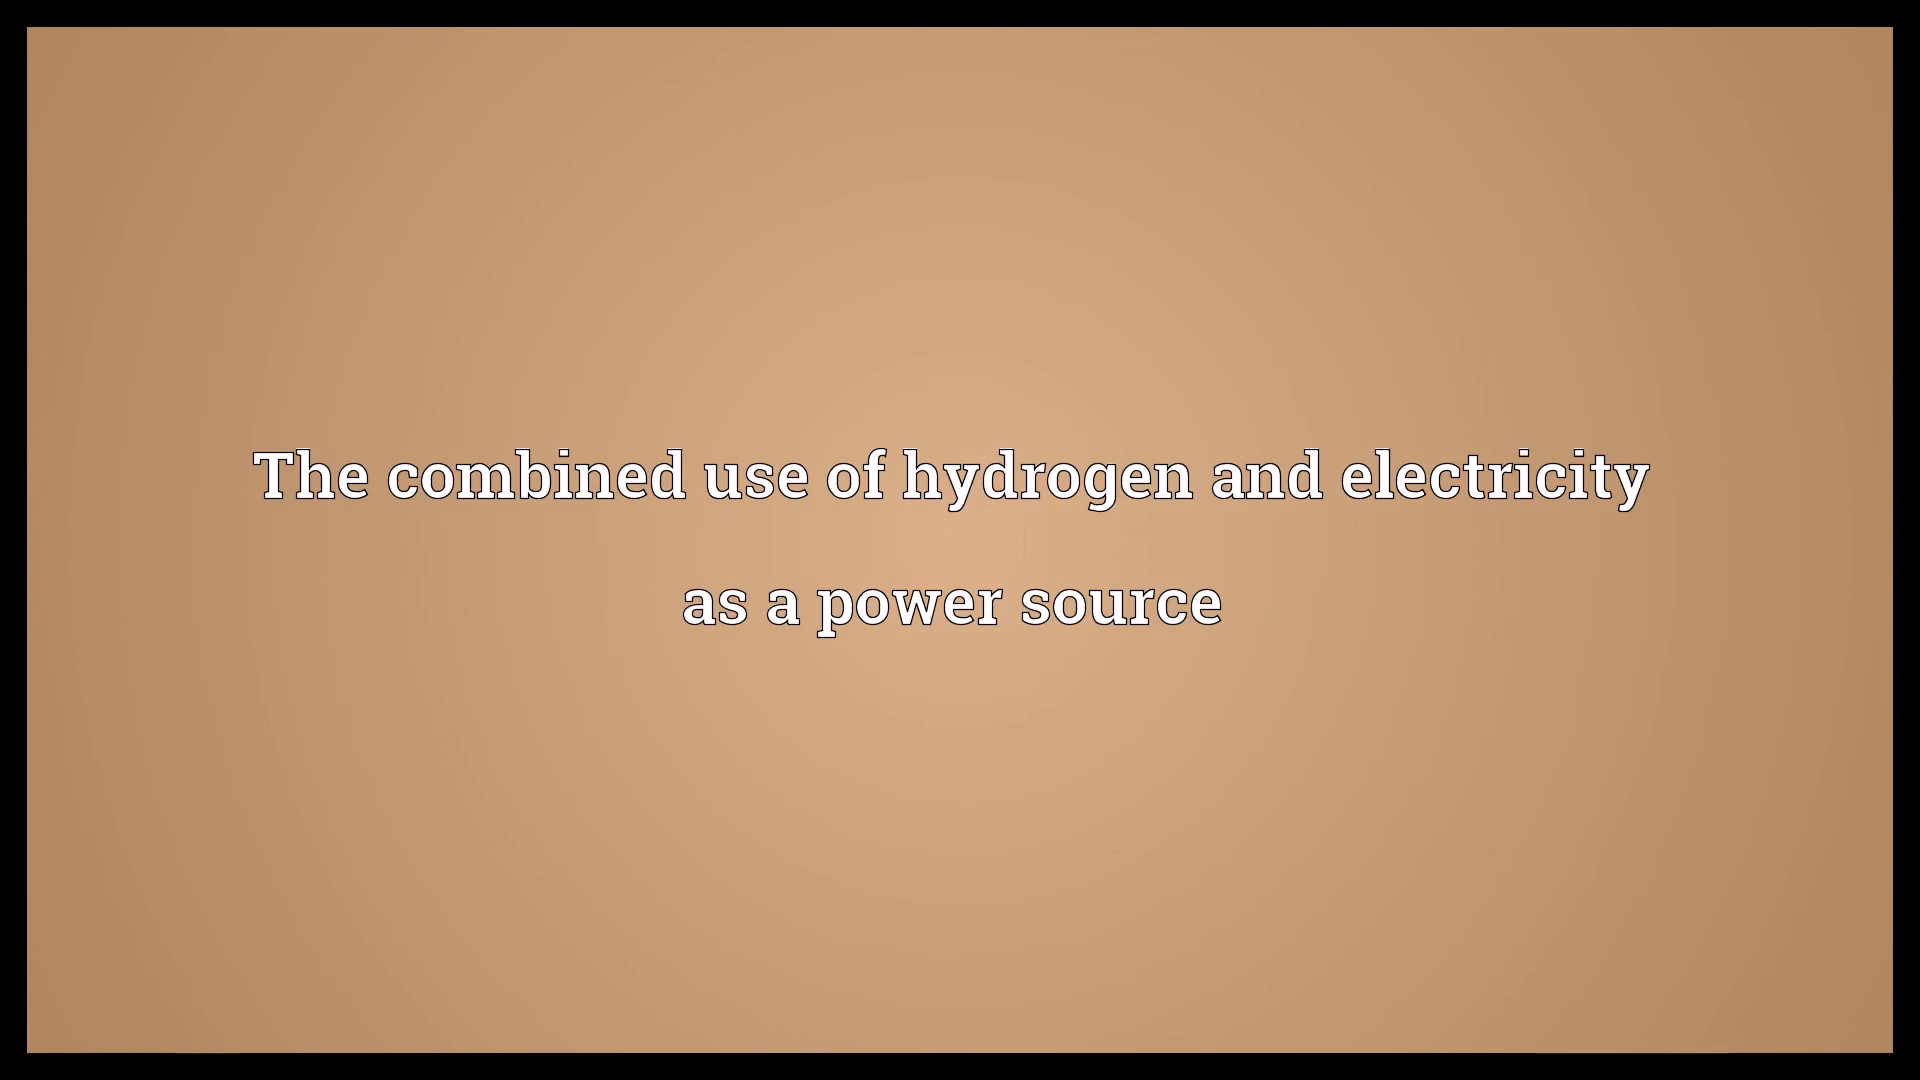 The combined use of hydrogen and electricity
as a power source